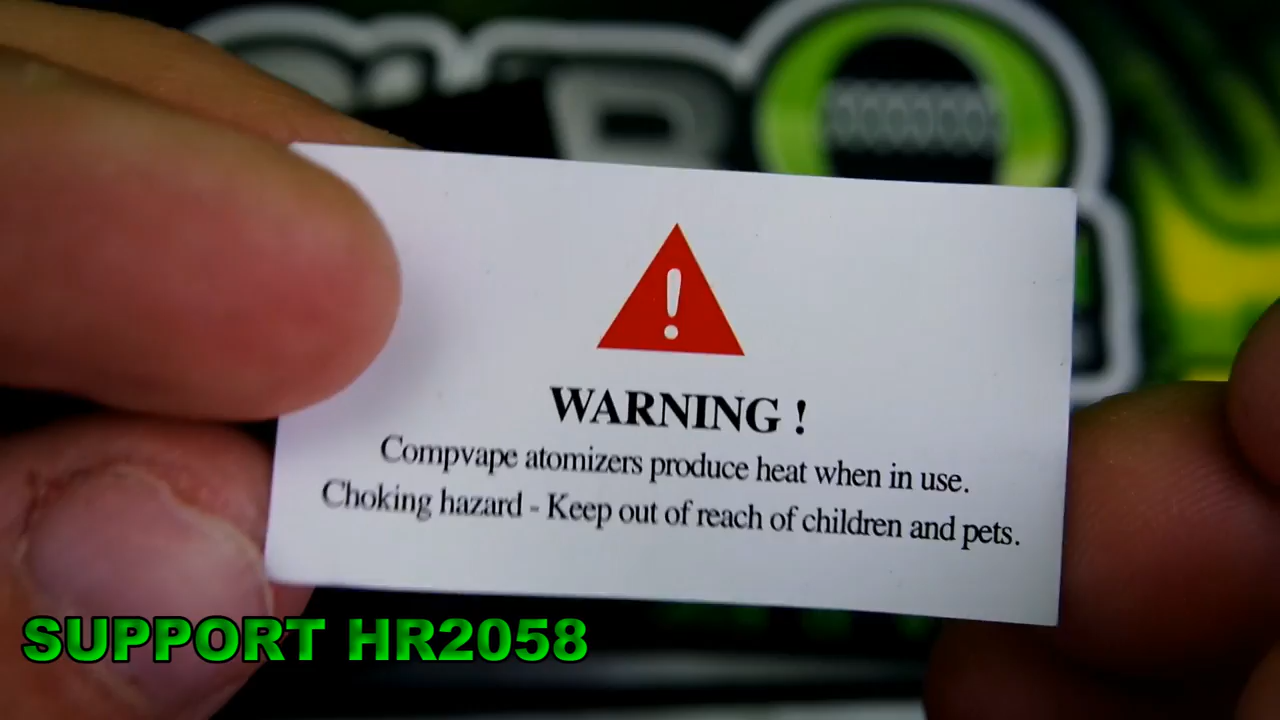 WARNING !
Compvape atomizers produce heat when in use.
Choking hazard - Keep out of reach of children and pets.
SUPPORT HR2058